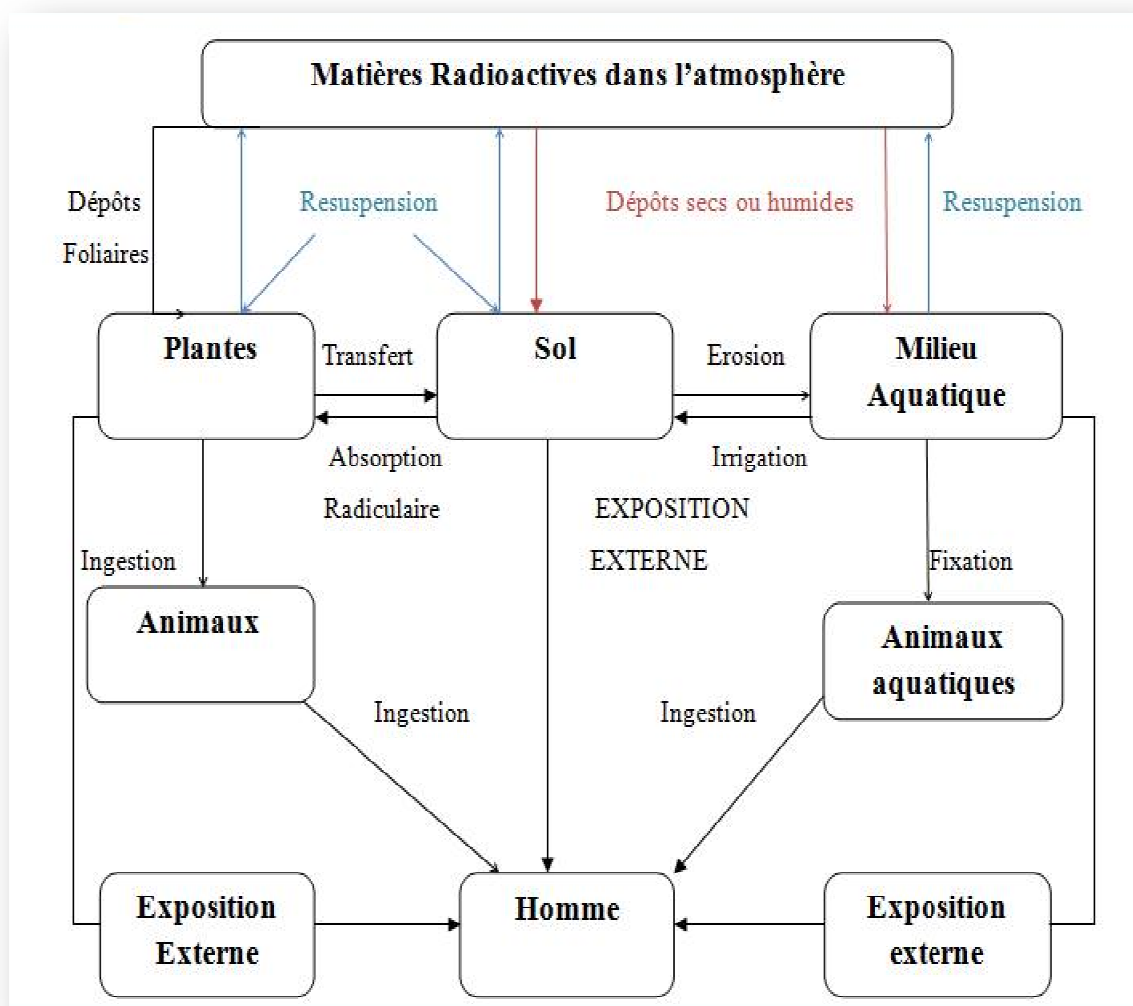 Matières Radioactives dans l’atmosphère
Dépôts
Foliaires
Resuspension
Dépôts secs ou humides
Resuspension
Plantes
Transfert
Sol
Erosion
Milieu
Aquatique
Absorption
Radiculaire
Irrigation
EXPOSITION
EXTERNE
Ingestion
Fixation
Animaux
Animaux
aquatiques
Ingestion
Ingestion
Exposition
Externe
Homme
Exposition
externe